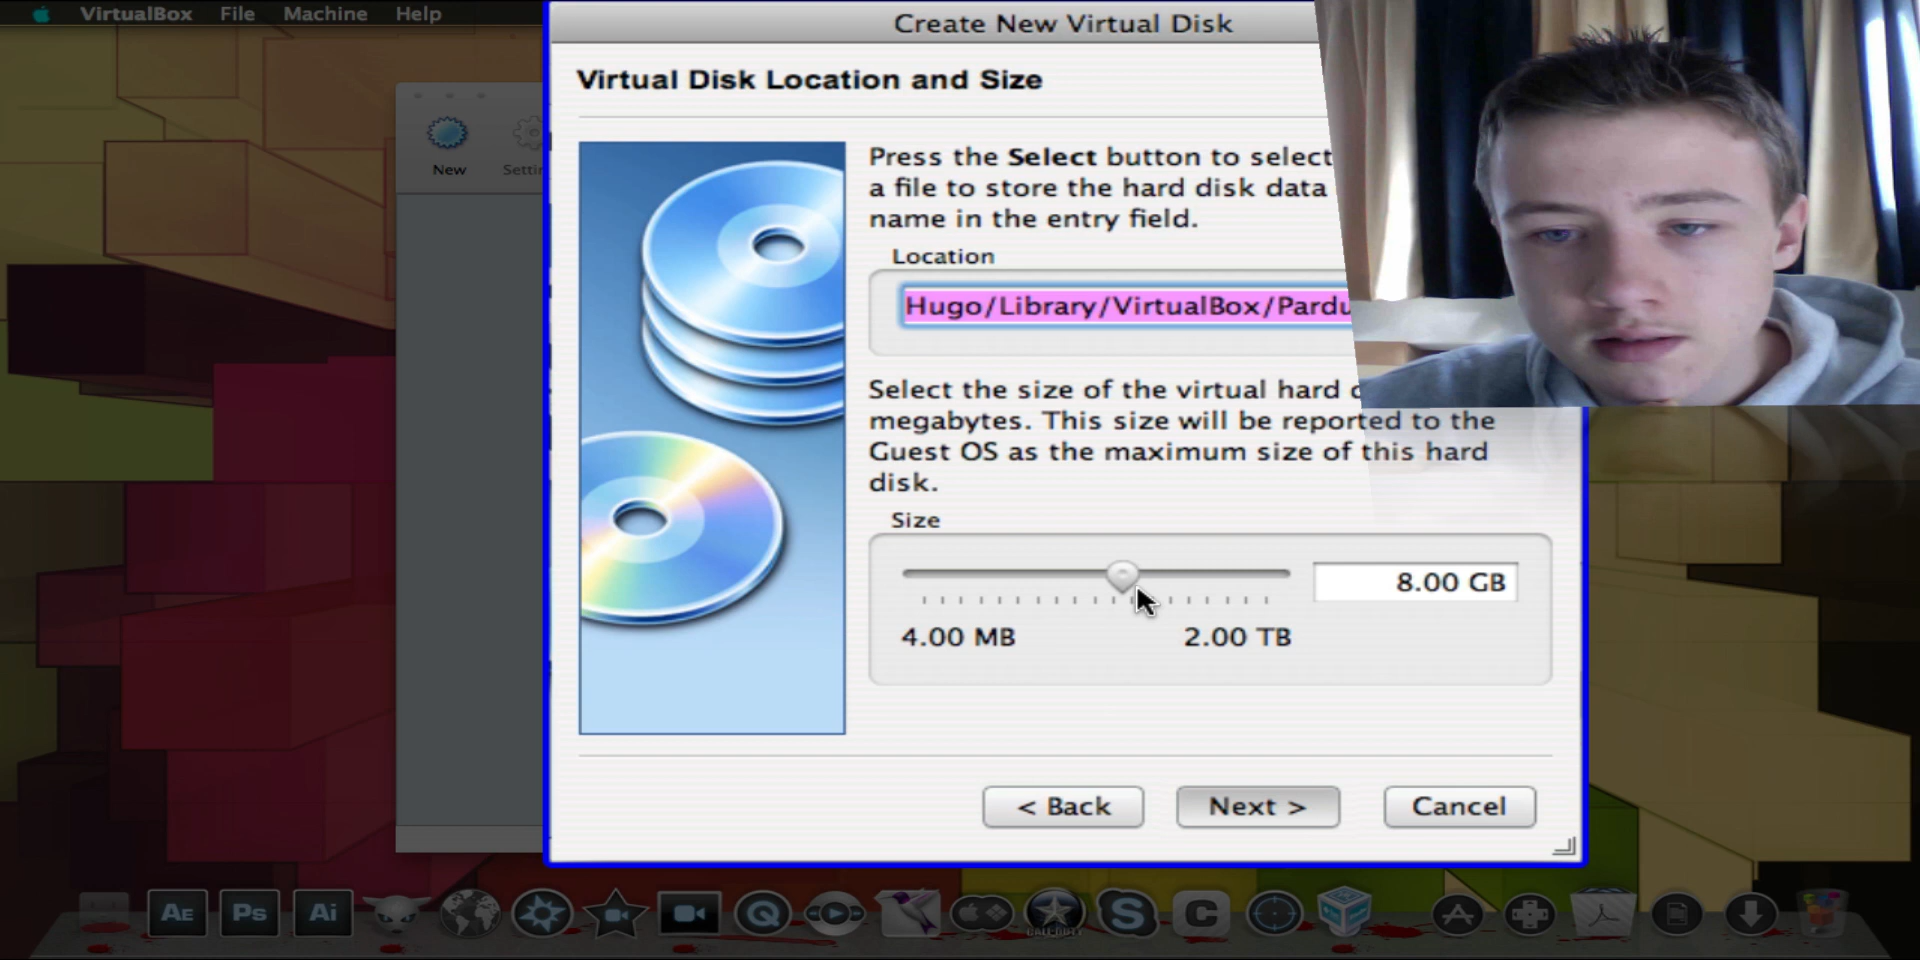 VirtualBox File Machine Help
Create New Virtual Disk
Virtual Disk Location and Size
New
Press the Select button to select
a file to store the hard disk data
name in the entry field.
Location
Hugo/Library/VirtualBox/Pardu
Select the size of the virtual hard
megabytes. This size will be reported to the
Guest OS as the maximum size of this hard
disk.
Size
8.00 GB
4.00 MB 2.00 TB
< Back Next > Cancel
AE Ps Ai Q CALL OF DUTY S C